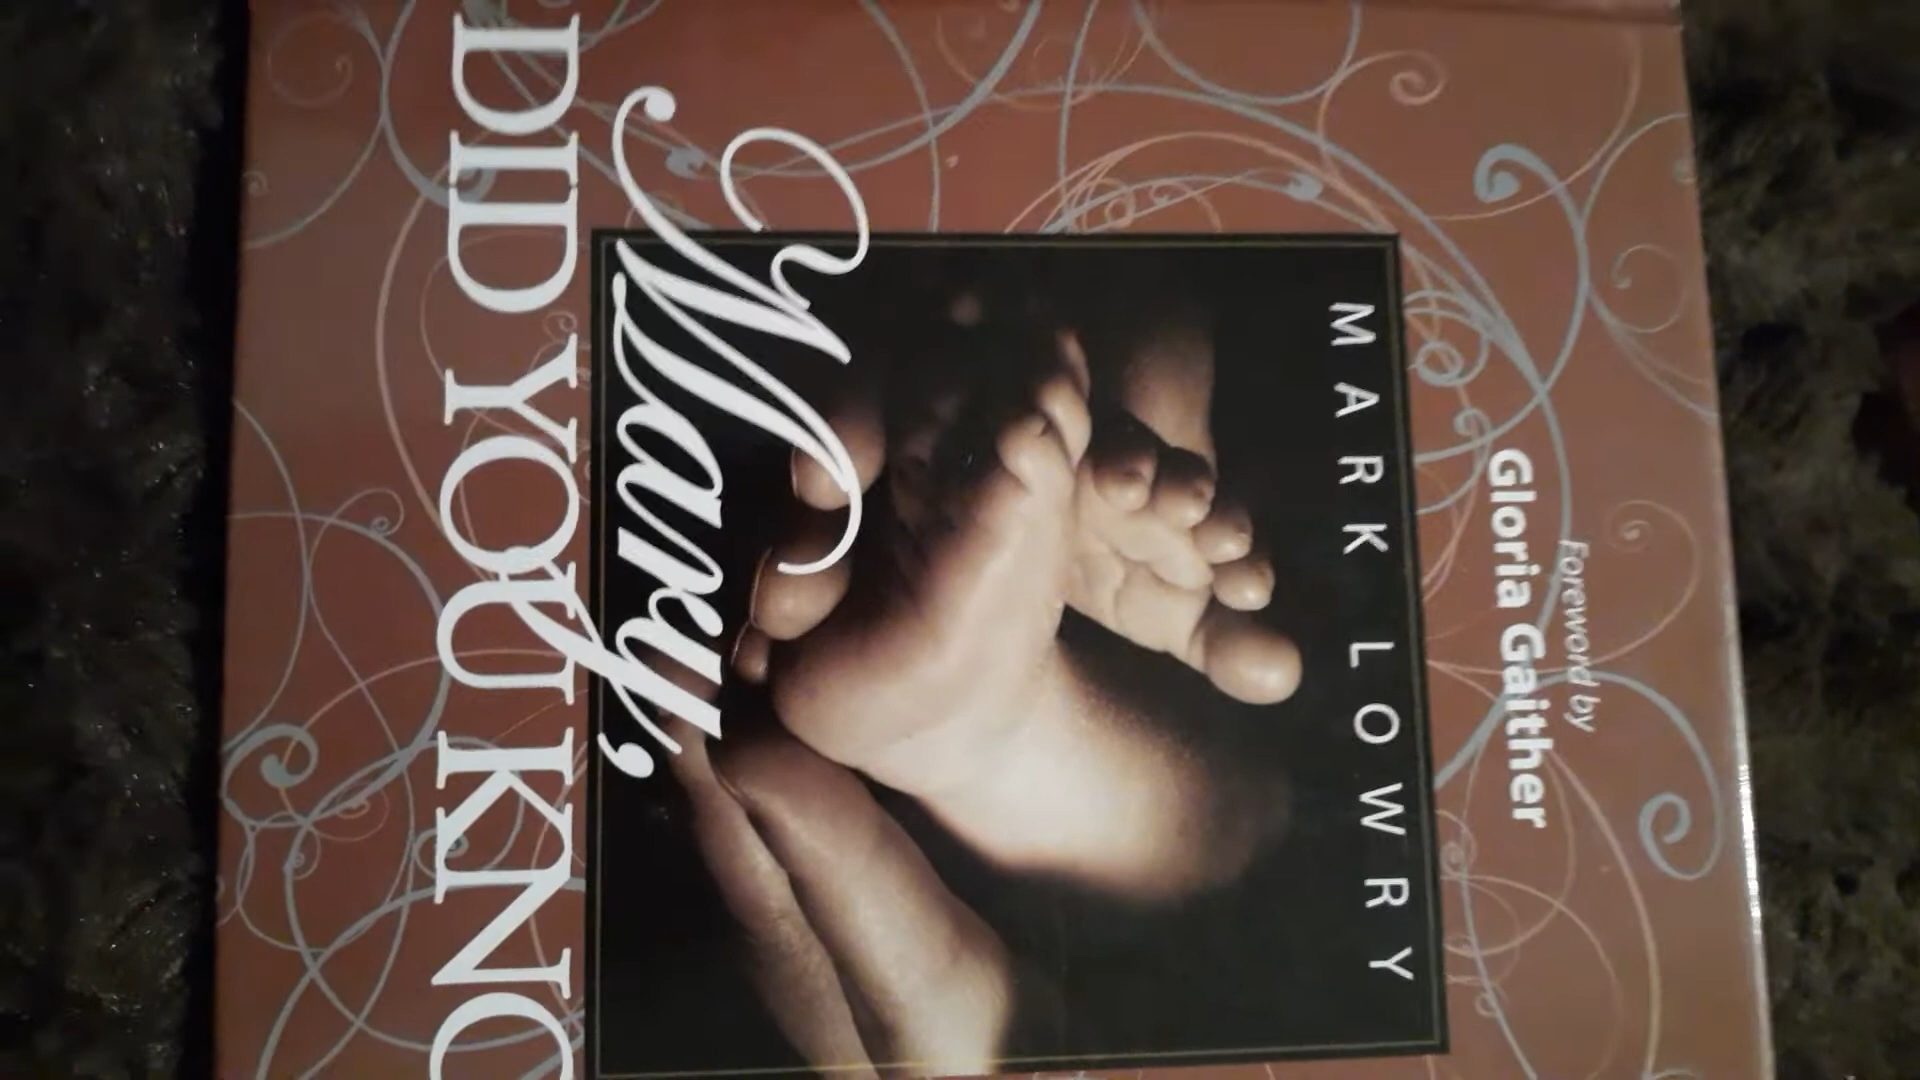 Foreword by
Gloria Gaither
MARK LOWRY
Mary,
DID YOU KNO